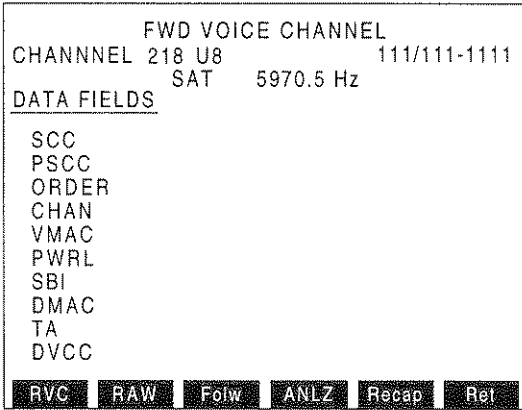 FWD VOICE CHANNEL
CHANNNEL 218 U8 111/111-1111
SAT 5970.5 Hz
DATA FIELDS
SCC
PSCC
ORDER
CHAN
VMAC
PWRL
SBI
DMAC
TA
DVCC
RVC RAW Folw ANLZ Recap Ret